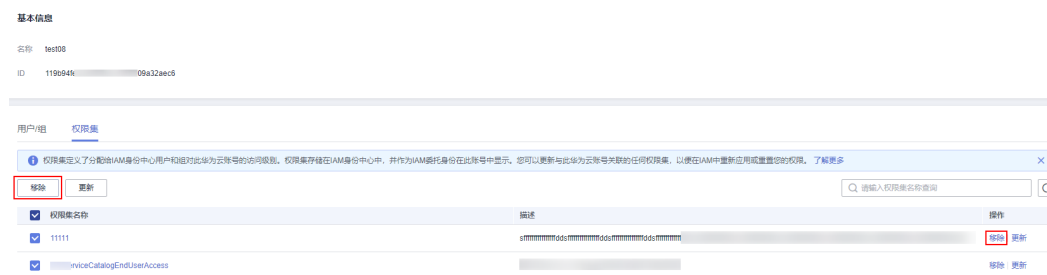 基本信息
名称 test08
ID 119b94fe 09a32aec6
用户/组 权限集
权限集定义了分配给IAM身份中心用户和组对此华为云账号的访问级别。权限集存储在IAM身份中心中，并作为IAM委托身份在此账号中显示。您可以更新与此华为云账号关联的任何权限集，以便在IAM中重新应用或重置您的权限。 了解更多
移除 更新 请输入权限集名称查询
权限集名称 描述 操作
11111 移除 更新
erviceCatalogEndUserAccess 移除 更新